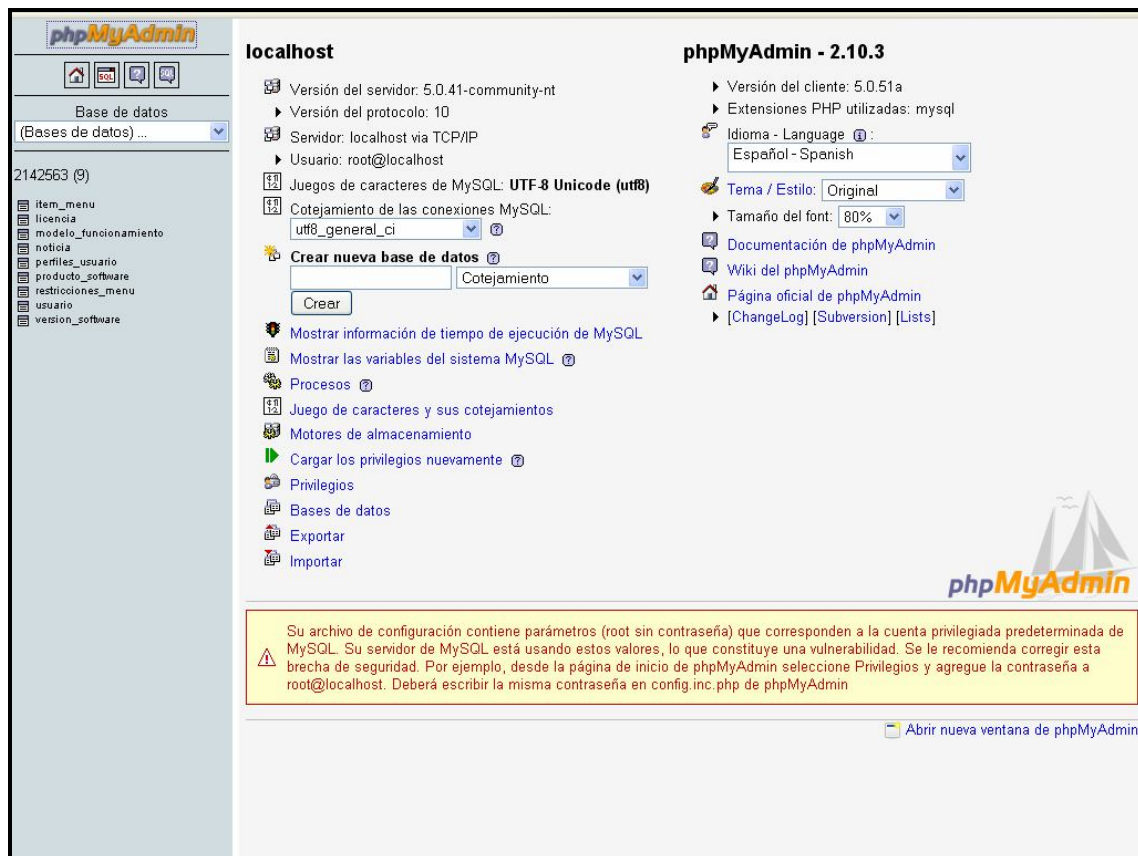 phpMyAdmin
SQL
SQL
Base de datos
(Bases de datos) ...
2142563 (9)
item_menu
licencia
modelo_funcionamiento
noticia
perfiles_usuario
producto_software
restricciones_menu
usuario
version_software
localhost
Versión del servidor: 5.0.41-community-nt
Versión del protocolo: 10
Servidor: localhost via TCP/IP
Usuario: root@localhost
Juegos de caracteres de MySQL: UTF-8 Unicode (utf8)
Cotejamiento de las conexiones MySQL:
utf8_general_ci
Crear nueva base de datos
Cotejamiento
Crear
Mostrar información de tiempo de ejecución de MySQL
Mostrar las variables del sistema MySQL
Procesos
Juego de caracteres y sus cotejamientos
Motores de almacenamiento
Cargar los privilegios nuevamente
Privilegios
Bases de datos
Exportar
Importar
phpMyAdmin - 2.10.3
Versión del cliente: 5.0.51a
Extensiones PHP utilizadas: mysql
Idioma - Language :
Español - Spanish
Tema / Estilo: Original
Tamaño del font: 80%
Documentación de phpMyAdmin
Wiki del phpMyAdmin
Página oficial de phpMyAdmin
[ChangeLog] [Subversion] [Lists]
phpMyAdmin
Su archivo de configuración contiene parámetros (root sin contraseña) que corresponden a la cuenta privilegiada predeterminada de
MySQL. Su servidor de MySQL está usando estos valores, lo que constituye una vulnerabilidad. Se le recomienda corregir esta
brecha de seguridad. Por ejemplo, desde la página de inicio de phpMyAdmin seleccione Privilegios y agregue la contraseña a
root@localhost. Deberá escribir la misma contraseña en config.inc.php de phpMyAdmin
Abrir nueva ventana de phpMyAdmin